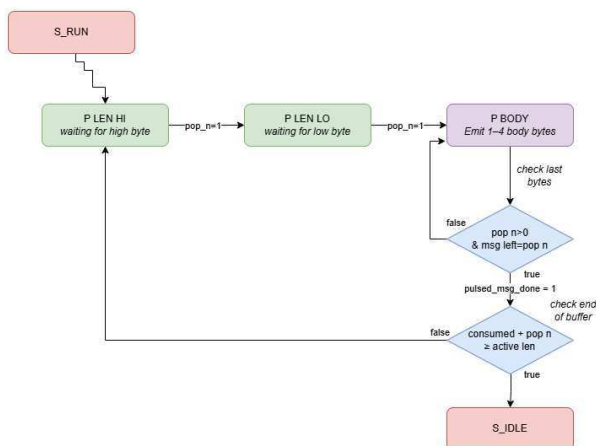 S_RUN
P LEN HI
waiting for high byte
pop_n=1
P LEN LO
waiting for low byte
pop_n=1
P BODY
Emit 1–4 body bytes
check last
bytes
false
pop n>0
& msg left=pop n
true
pulsed_msg_done = 1
check end
of buffer
false
consumed + pop n
≥ active len
true
S_IDLE